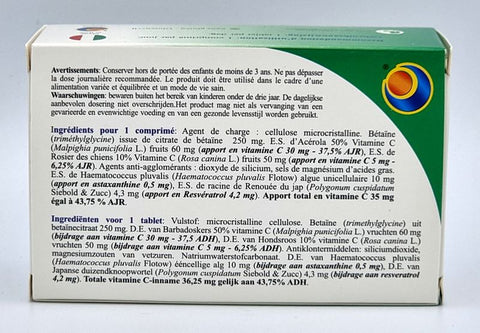 Avertissements: Conserver hors de portée des enfants de moins de 3 ans. Ne pas dépasser
la dose journalière recommandée. Le produit doit être utilisé dans le cadre d'une
alimentation variée et équilibrée et un mode de vie sain.
Waarschuwingen: bewaren buiten het bereik van kinderen onder de drie jaar. De dagelijkse
aanbevolen dosering niet overschrijden.Het product mag niet als vervanging van een
gevareerde en evenwichtige voeding en van een gezonde levensstijl worden gebruikt.
Ingrédients pour 1 comprimé: Agent de charge : cellulose microcristalline. Bétaïne
(triméthylglycine) tissue de citrate de bétaïne 250 mg. E.S. d'Acérola 50% Vitamine C
(Malpighia punicifolia L.) fruits 60 mg (apport en vitamine C 30 mg - 37,5% AJR), E.S. de
Rosier des chiens 10% Vitamine C (Rosa canina L.) fruits 50 mg (apport en vitamine C 5 mg -
6,25% AJR). Agents anti-agglomérants : dioxyde de silicium, sels de magnésium d'acides gras.
E.S. de Haematococcus pluvalis (Haematococcus pluvalis Flotow) algue unicellulaire 10 mg
(apport en astaxanthine 0,5 mg), E.S. de racine de Renouée du jap (Polygonum cuspidatum
Siebold & Zucc) 4,3 mg (apport en Resvératrol 4,2 mg). Apport total en vitamine C 35 mg
égal à 43,75 % AJR.
Ingrediënten voor 1 tablet: Vulstof: microcristalline cellulose. Betaïne (trimethylglycine) uit
betaïnecitraat 250 mg. D.E. van Barbadoskers 50% vitamine C (Malpighia punicifolia L.) vruchten 60 mg
(bijdrage aan vitamine C 30 mg - 37,5 ADH), D.E. van Hondsroos 10% vitamine C (Rosa canina L.)
vruchten 50 mg (bijdrage aan vitamine C 5 mg - 6,25% ADH). Antiklontermiddelen: siliciumdioxide,
magnesiumzouten van vetzuren. Natriumwaterstofcarbonaat. D.E. van Haematococcus pluvalis
(Haematococcus pluvalis Flotow) ééncellige alg 10 mg (bijdrage aan astaxanthine 0,5 mg), D.E. van
Japanse duizendknoopwortel (Polygonum cuspidatum Siebold & Zucc) 4,3 mg (bijdrage aan resveratrol
4,2 mg). Totale vitamine C-inname 36,25 mg gelijk aan 43,75% ADH.